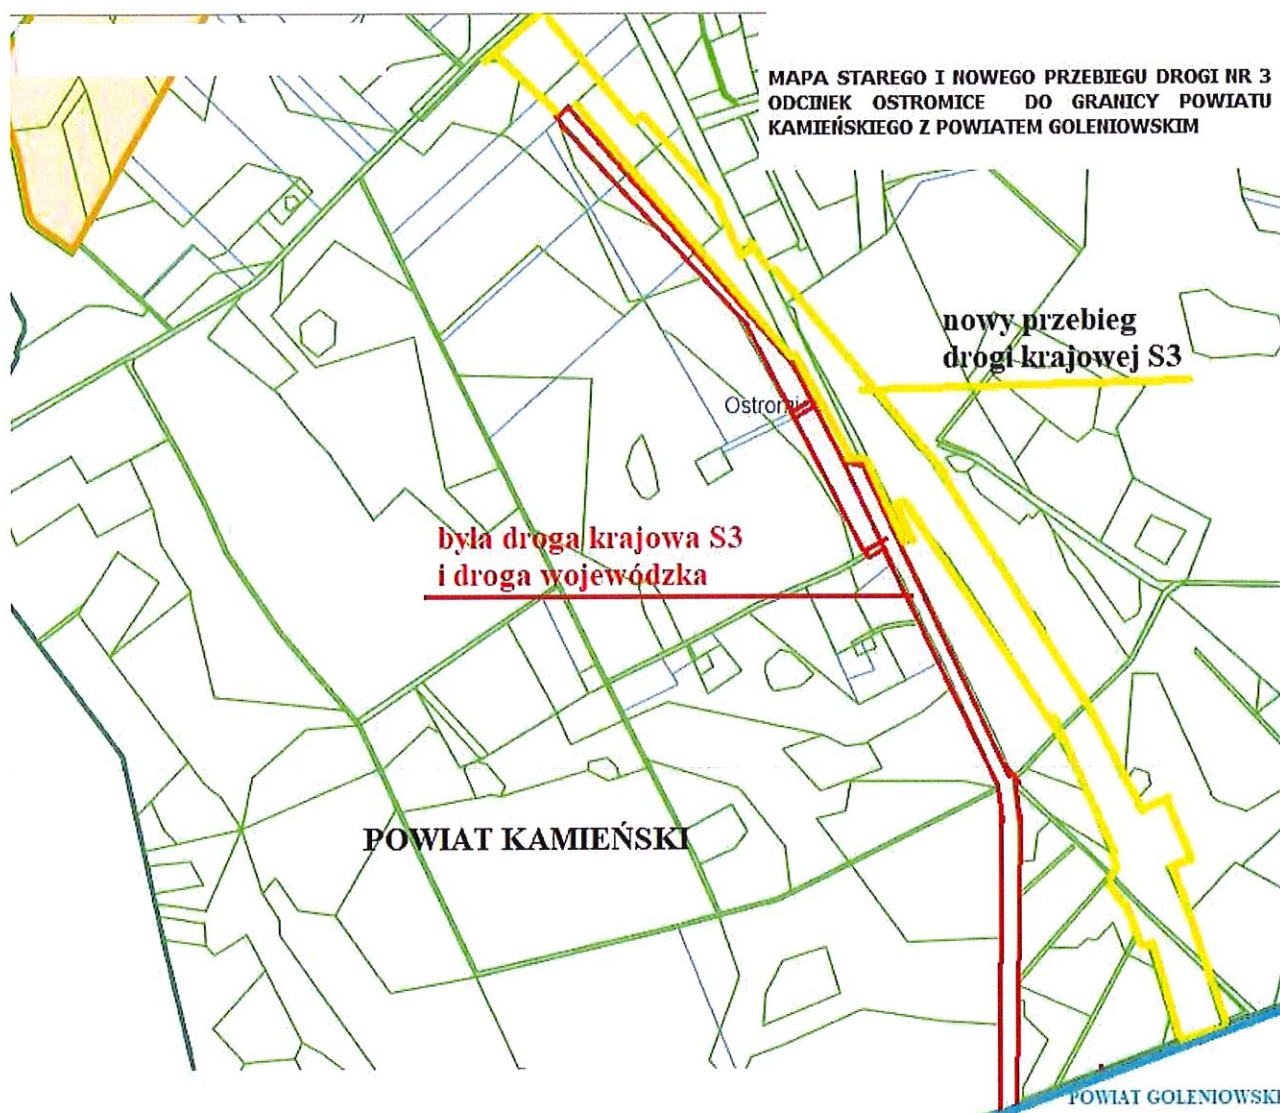 MAPA STAREGO I NOWEGO PRZEBIEGU DROGI NR 3
ODCINEK OSTROMICE DO GRANICY POWIATU
KAMIEŃSKIEGO Z POWIATEM GOLENIOWSKIM
nowy przebieg
drogi krajowej S3
była droga krajowa S3
i droga wojewódzka
POWIAT KAMIEŃSKI
POWIAT GOLENIOWSKI